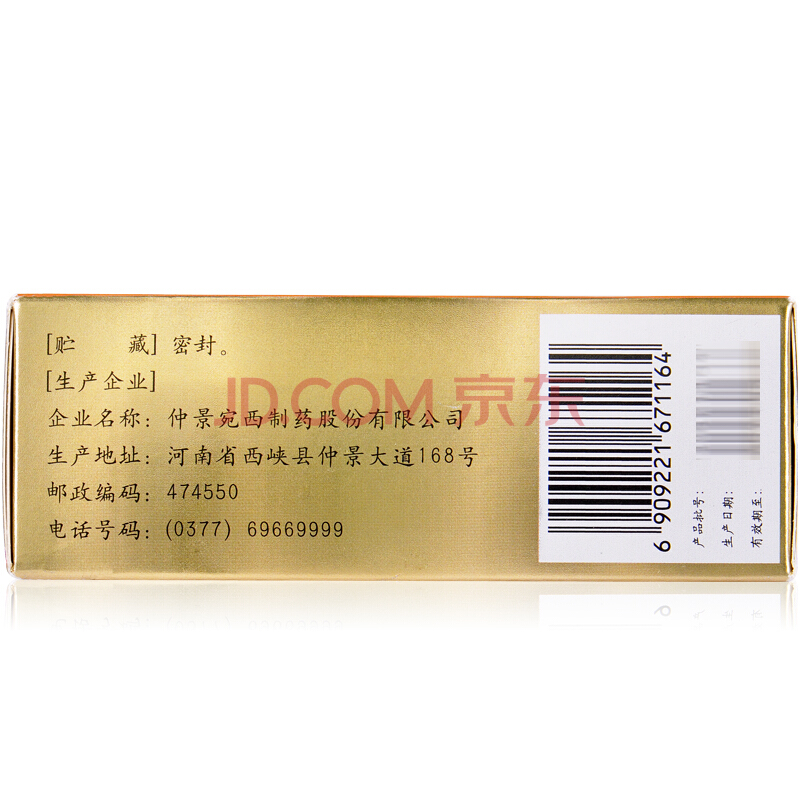 [贮 藏] 密封。
[生产企业]
企业名称: 仲景宛西制药股份有限公司
生产地址: 河南省西峡县仲景大道168号
邮政编码: 474550
电话号码: (0377) 69669999
JD.COM 京东
6 909221 671164
产品批号:
生产日期:
有效期至: